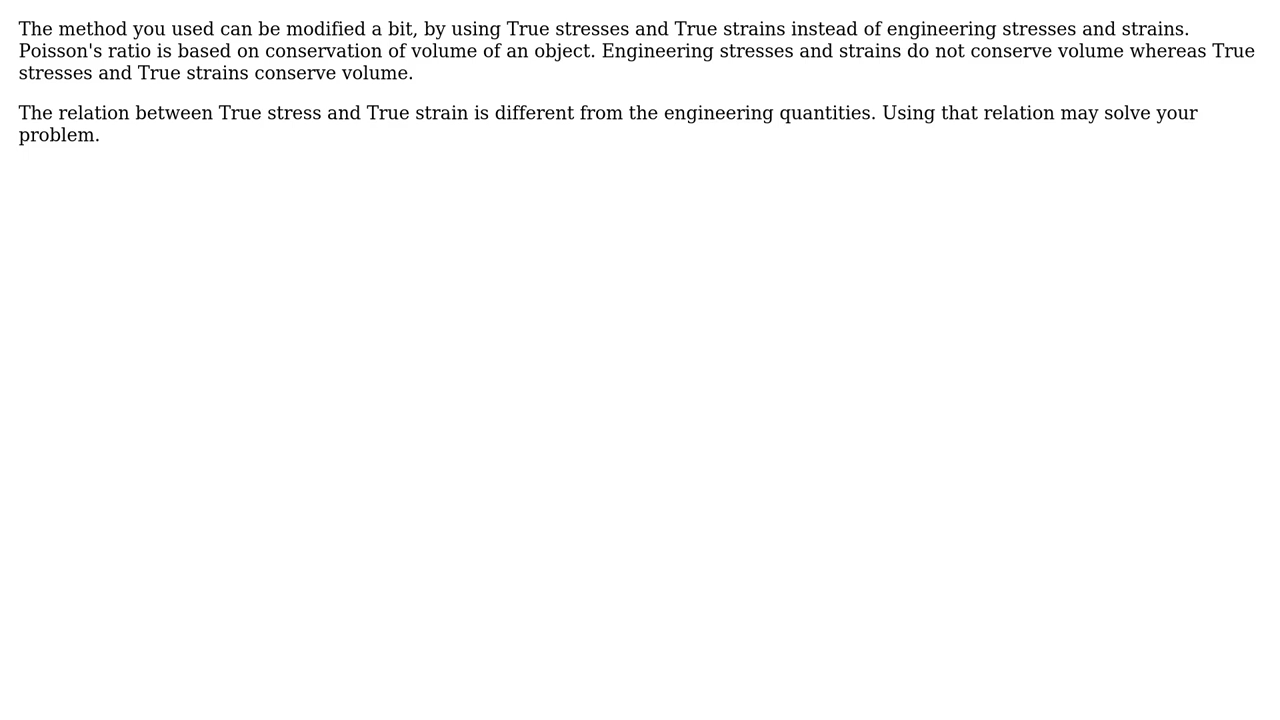 The method you used can be modified a bit, by using True stresses and True strains instead of engineering stresses and strains.
Poisson's ratio is based on conservation of volume of an object. Engineering stresses and strains do not conserve volume whereas True
stresses and True strains conserve volume.
The relation between True stress and True strain is different from the engineering quantities. Using that relation may solve your
problem.